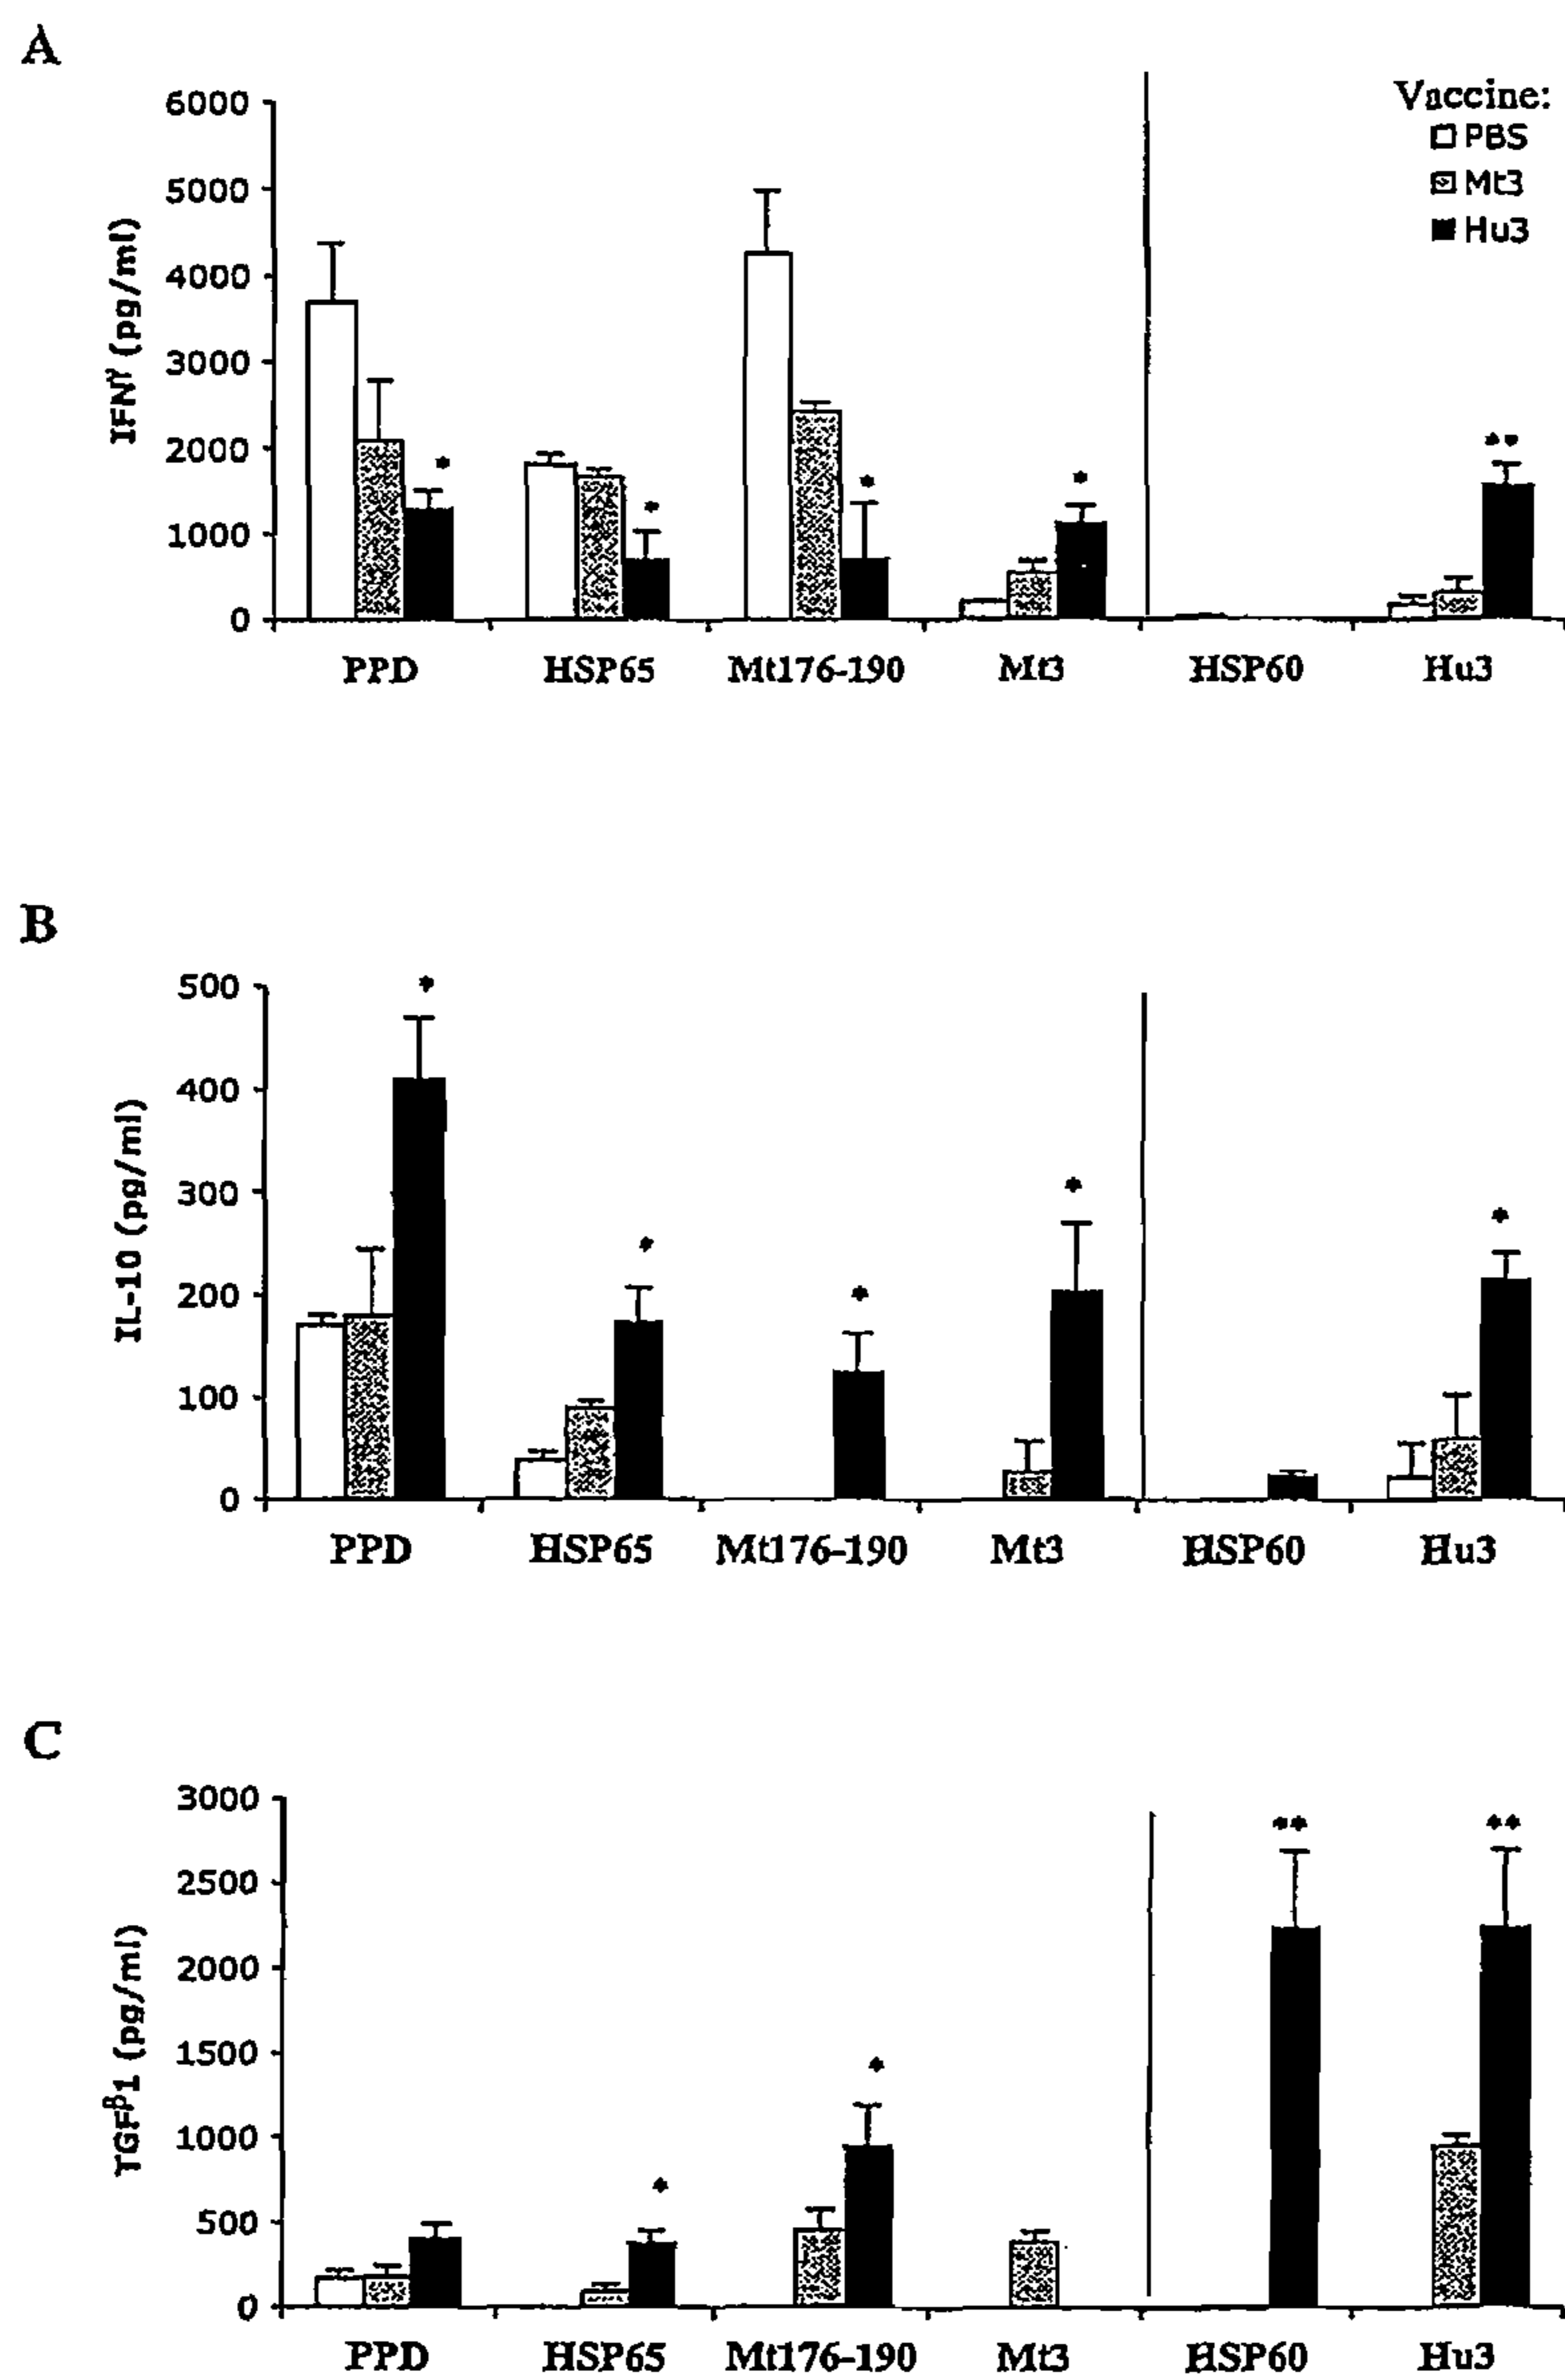 A
Vaccine:
PBS
Mt3
Hu3
IFNγ (pg/ml)
6000
5000
4000
3000
2000
1000
0
*
*
*
*
**
PPD HSP65 Mt176-190 Mt3 HSP60 Hu3
B
IL-10 (pg/ml)
500
400
300
200
100
0
*
*
*
*
*
PPD HSP65 Mt176-190 Mt3 HSP60 Hu3
C
TGFβ1 (pg/ml)
3000
2500
2000
1500
1000
500
0
*
*
**
**
PPD HSP65 Mt176-190 Mt3 HSP60 Hu3